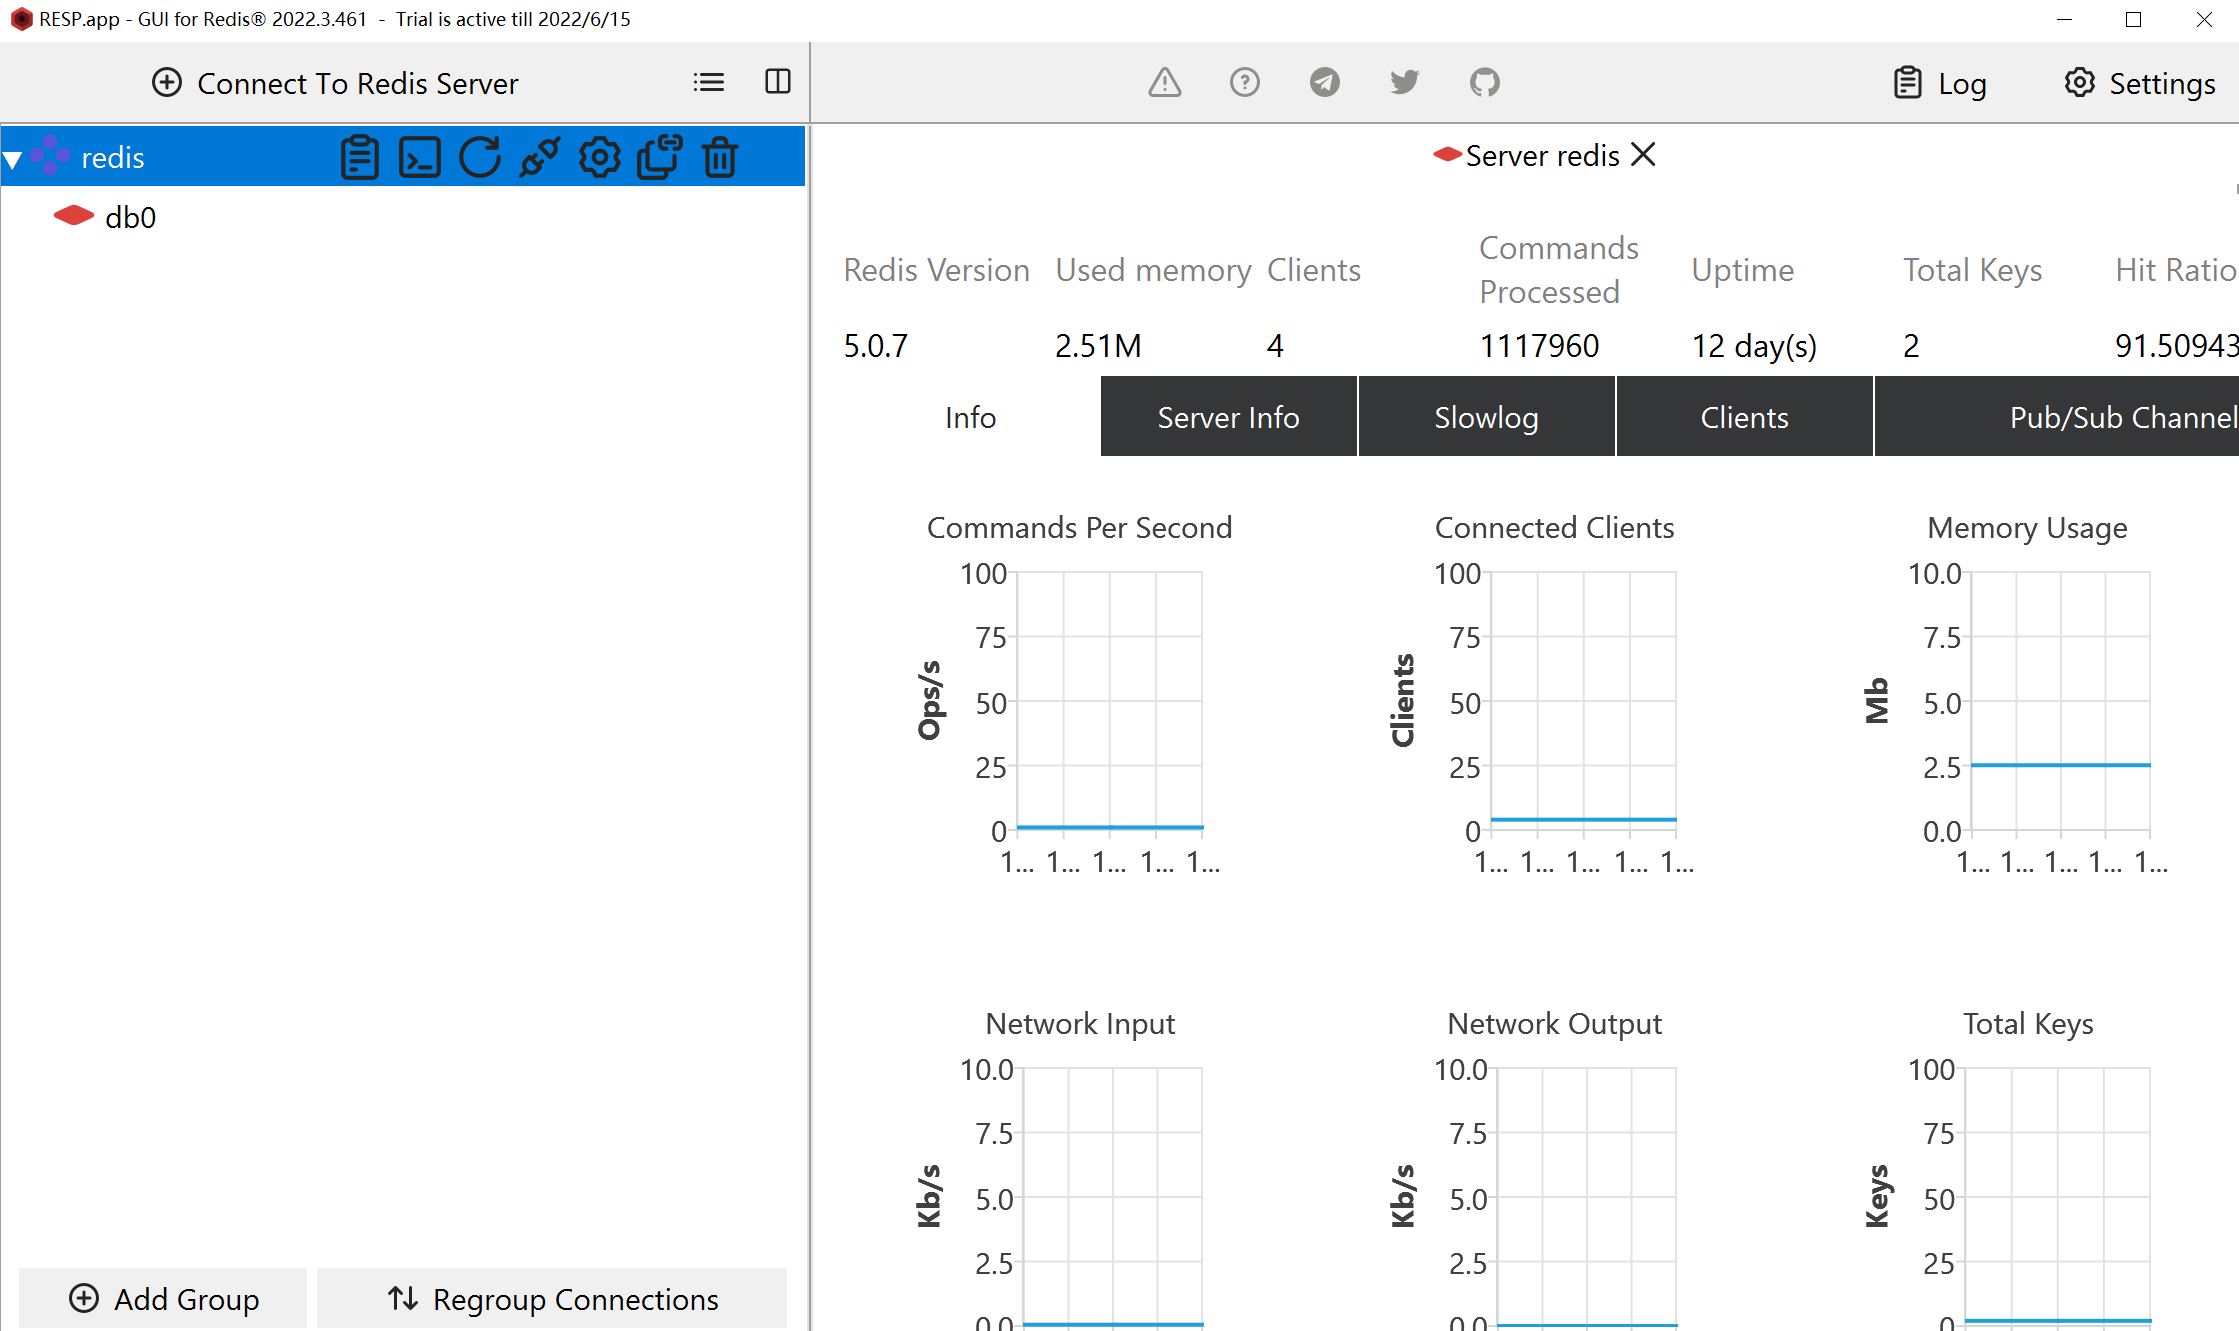 RESP.app - GUI for Redis® 2022.3.461 - Trial is active till 2022/6/15
Connect To Redis Server
Log
Settings
redis
db0
Server redis
Redis Version
Used memory
Clients
Commands
Processed
Uptime
Total Keys
Hit Ratio
5.0.7
2.51M
4
1117960
12 day(s)
2
91.50943
Info
Server Info
Slowlog
Clients
Pub/Sub Channel
Commands Per Second
100
75
50
25
0
Ops/s
1... 1... 1... 1... 1...
Connected Clients
100
75
50
25
0
Clients
1... 1... 1... 1... 1...
Memory Usage
10.0
7.5
5.0
2.5
0.0
Mb
1... 1... 1... 1... 1...
Network Input
10.0
7.5
5.0
2.5
0.0
Kb/s
Network Output
10.0
7.5
5.0
2.5
0.0
Kb/s
Total Keys
100
75
50
25
0
Keys
Add Group
Regroup Connections